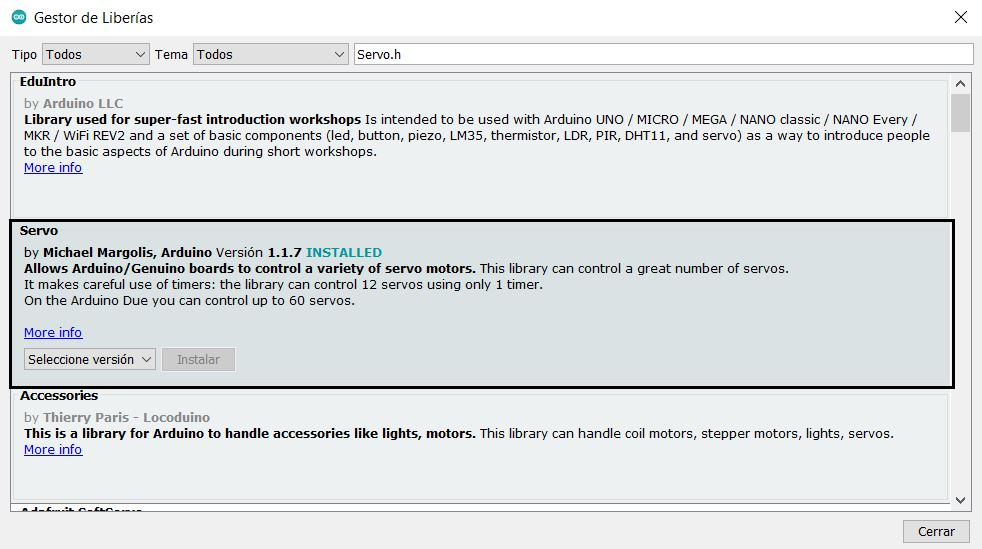 Gestor de Liberías
Tipo Todos Tema Todos Servo.h
EduIntro
by Arduino LLC
Library used for super-fast introduction workshops Is intended to be used with Arduino UNO / MICRO / MEGA / NANO classic / NANO Every /
MKR / WiFi REV2 and a set of basic components (led, button, piezo, LM35, thermistor, LDR, PIR, DHT11, and servo) as a way to introduce people
to the basic aspects of Arduino during short workshops.
More info
Servo
by Michael Margolis, Arduino Versión 1.1.7 INSTALLED
Allows Arduino/Genuino boards to control a variety of servo motors. This library can control a great number of servos.
It makes careful use of timers: the library can control 12 servos using only 1 timer.
On the Arduino Due you can control up to 60 servos.
More info
Seleccione versión Instalar
Accessories
by Thierry Paris - Locoduino
This is a library for Arduino to handle accessories like lights, motors. This library can handle coil motors, stepper motors, lights, servos.
More info
Adafruit SoftServo
Cerrar